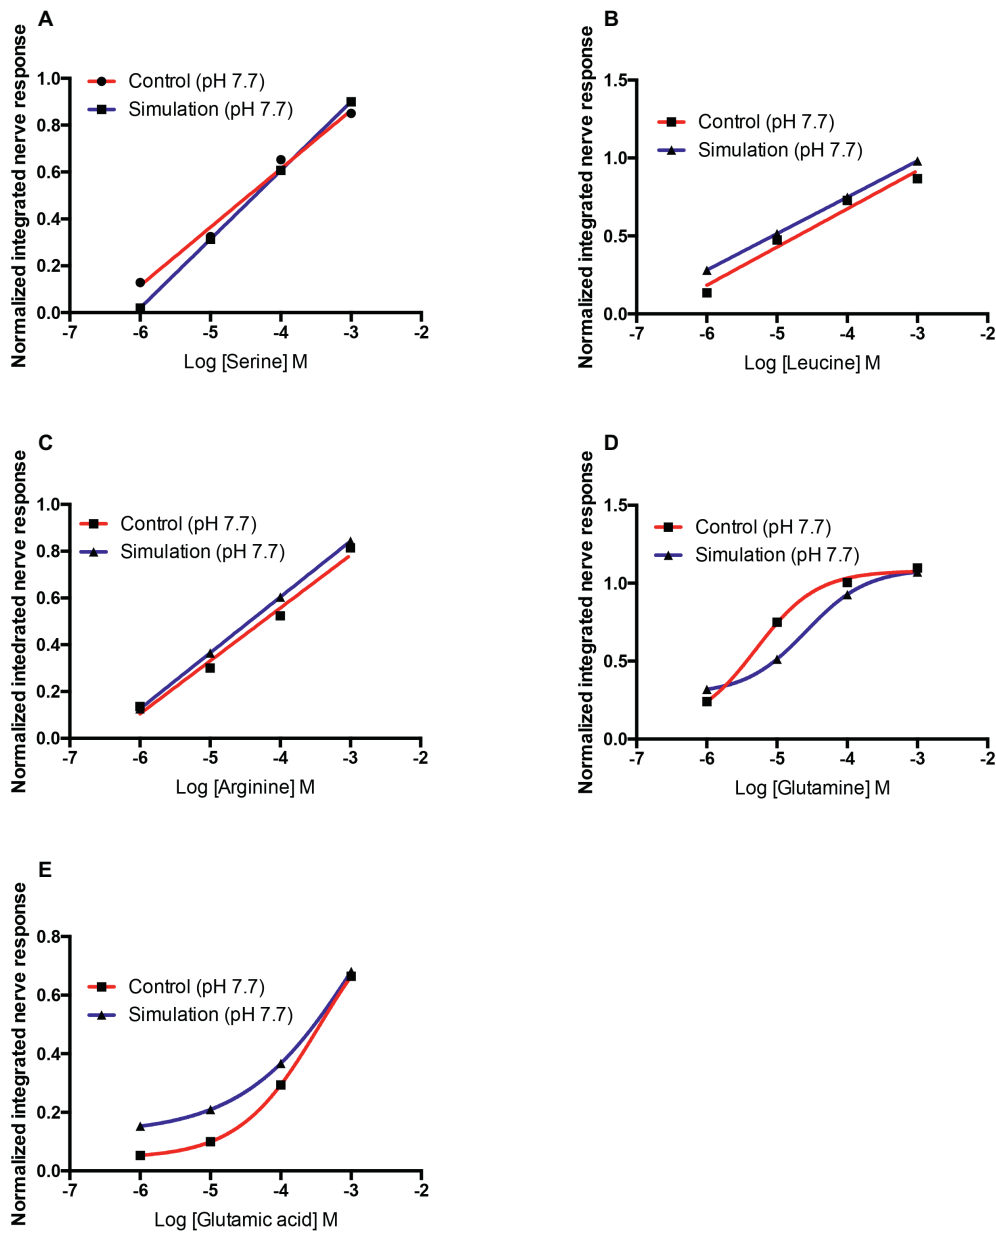 A
Normalized integrated nerve response
1.0
0.8
0.6
0.4
0.2
0.0
Control (pH 7.7)
Simulation (pH 7.7)
-7 -6 -5 -4 -3 -2
Log [Serine] M
B
Normalized integrated nerve response
1.5
1.0
0.5
0.0
Control (pH 7.7)
Simulation (pH 7.7)
-7 -6 -5 -4 -3 -2
Log [Leucine] M
C
Normalized intedrated nerve response
1.0
0.8
0.6
0.4
0.2
0.0
Control (pH 7.7)
Simulation (pH 7.7)
-7 -6 -5 -4 -3 -2
Log [Arginine] M
D
Normalized integrated nerve response
1.5
1.0
0.5
0.0
Control (pH 7.7)
Simulation (pH 7.7)
-7 -6 -5 -4 -3 -2
Log [Glutamine] M
E
Normalized integrated nerve response
0.8
0.6
0.4
0.2
0.0
Control (pH 7.7)
Simulation (pH 7.7)
-7 -6 -5 -4 -3 -2
Log [Glutamic acid] M